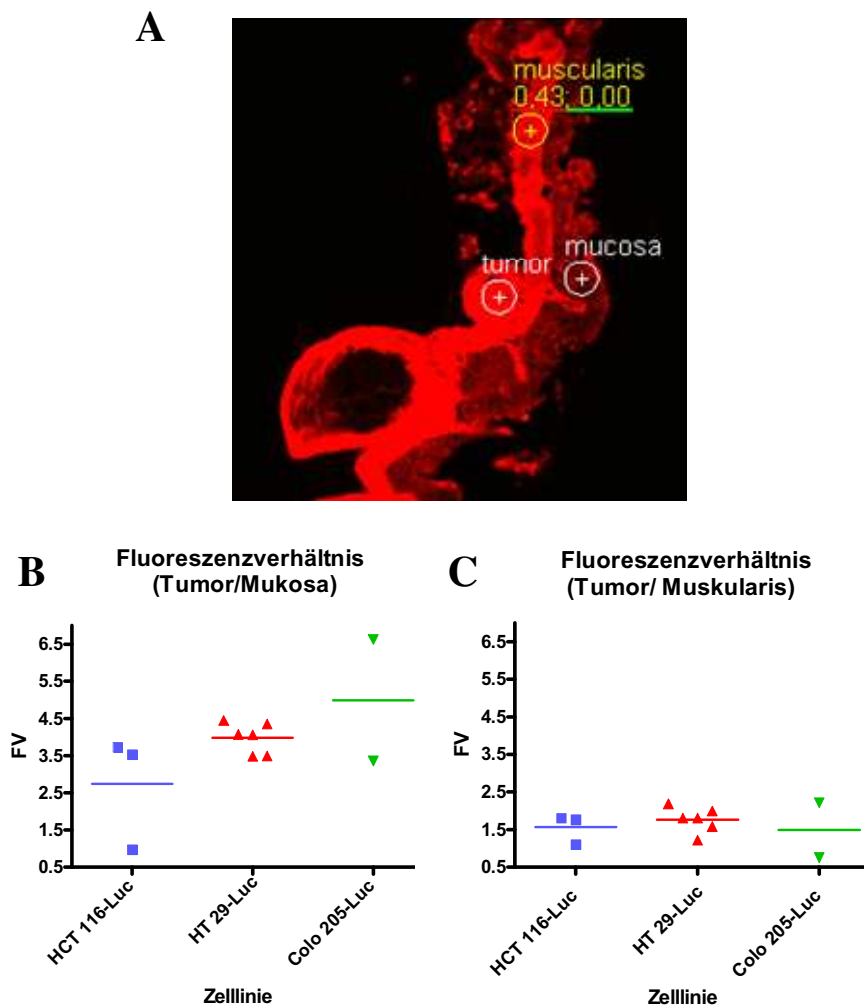 A
muscularis
0,43; 0,00
mucosa
tumor
B
Fluoreszenzverhältnis
(Tumor/Mukosa)
6.5
5.5
4.5
3.5
2.5
1.5
0.5
FV
HCT 116-Luc
HT 29-Luc
Colo 205-Luc
Zelllinie
C
Fluoreszenzverhältnis
(Tumor/ Muskularis)
6.5
5.5
4.5
3.5
2.5
1.5
0.5
FV
HCT 116-Luc
HT 29-Luc
Colo 205-Luc
Zelllinie